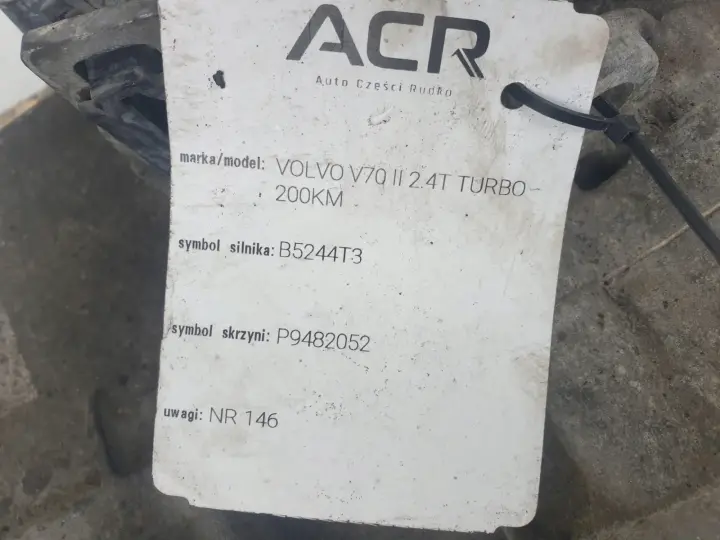 ACR
Auto Części Rudka
marka/model: VOLVO V70 II 2.4T TURBO -
200KM
symbol silnika: B5244T3
symbol skrzyni: P9482052
uwagi: NR 146